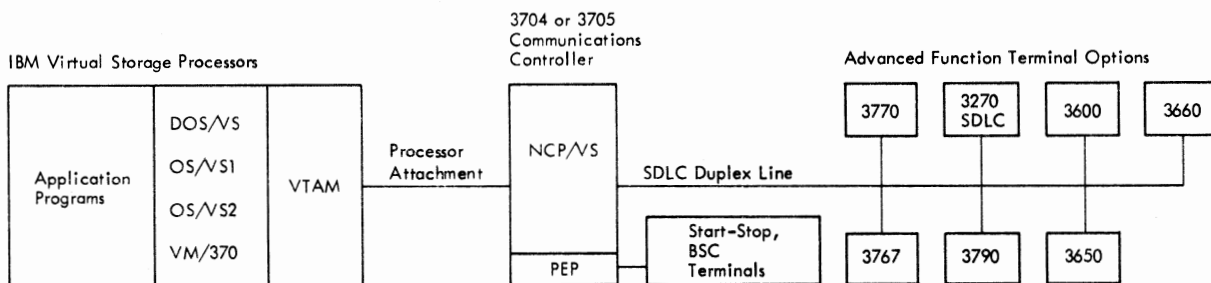 3704 or 3705
Communications
Controller
IBM Virtual Storage Processors
Advanced Function Terminal Options
Application
Programs
DOS/VS
OS/VS1
OS/VS2
VM/370
VTAM
Processor
Attachment
NCP/VS
PEP
SDLC Duplex Line
Start-Stop,
BSC
Terminals
3770
3270
SDLC
3600
3660
3767
3790
3650